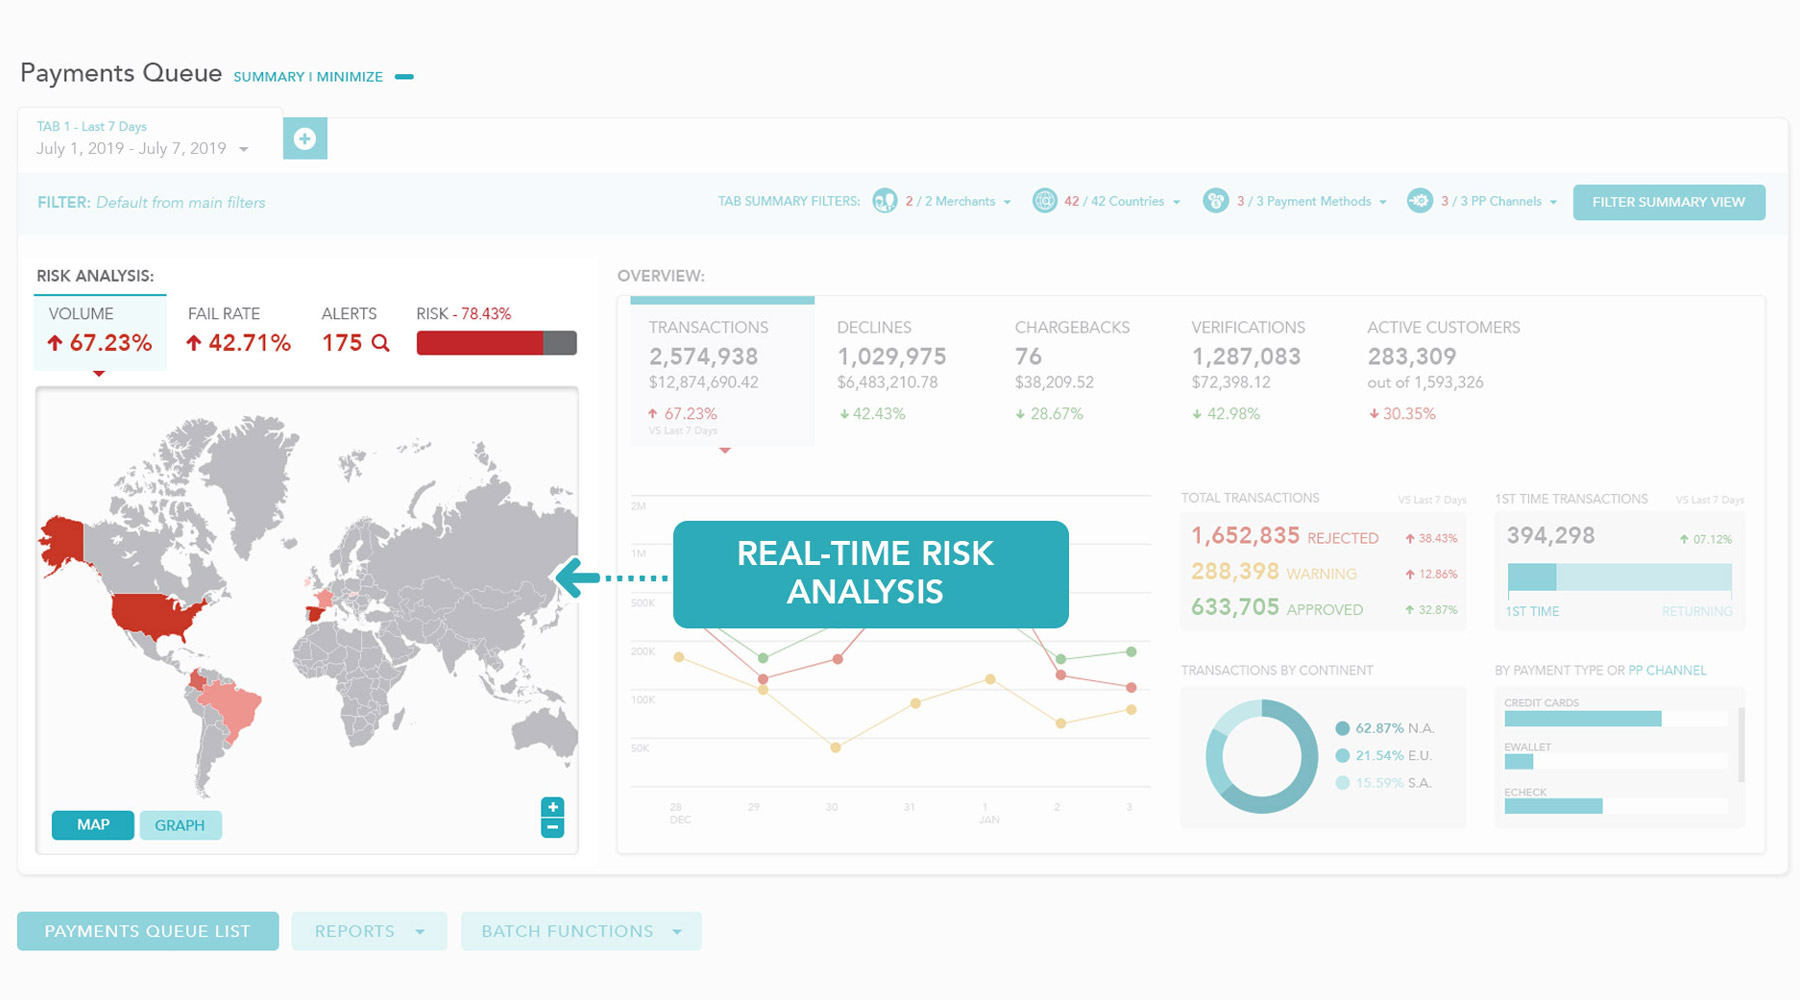 Payments Queue SUMMARY | MINIMIZE
TAB 1 - Last 7 Days
July 1, 2019 - July 7, 2019
FILTER: Default from main filters
TAB SUMMARY FILTERS: 2 / 2 Merchants 42 / 42 Countries 3 / 3 Payment Methods 3 / 3 PP Channels FILTER SUMMARY VIEW
RISK ANALYSIS:
VOLUME FAIL RATE ALERTS RISK - 78.43%
67.23% 42.71% 175
MAP GRAPH
+
−
OVERVIEW:
TRANSACTIONS
2,574,938
$12,874,690.42
67.23%
VS Last 7 Days
DECLINES
1,029,975
$6,483,210.78
42.43%
CHARGEBACKS
76
$38,209.52
28.67%
VERIFICATIONS
1,287,083
$72,398.12
42.98%
ACTIVE CUSTOMERS
283,309
out of 1,593,326
30.35%
2M
1M
500K
200K
100K
50K
28 29 30 31 1 2 3
DEC JAN
REAL-TIME RISK
ANALYSIS
TOTAL TRANSACTIONS VS Last 7 Days
1,652,835 REJECTED 38.43%
288,398 WARNING 12.86%
633,705 APPROVED 32.87%
1ST TIME TRANSACTIONS VS Last 7 Days
394,298 07.12%
1ST TIME RETURNING
TRANSACTIONS BY CONTINENT
62.87% N.A.
21.54% E.U.
15.59% S.A.
BY PAYMENT TYPE OR PP CHANNEL
CREDIT CARDS
EWALLET
ECHECK
PAYMENTS QUEUE LIST REPORTS BATCH FUNCTIONS